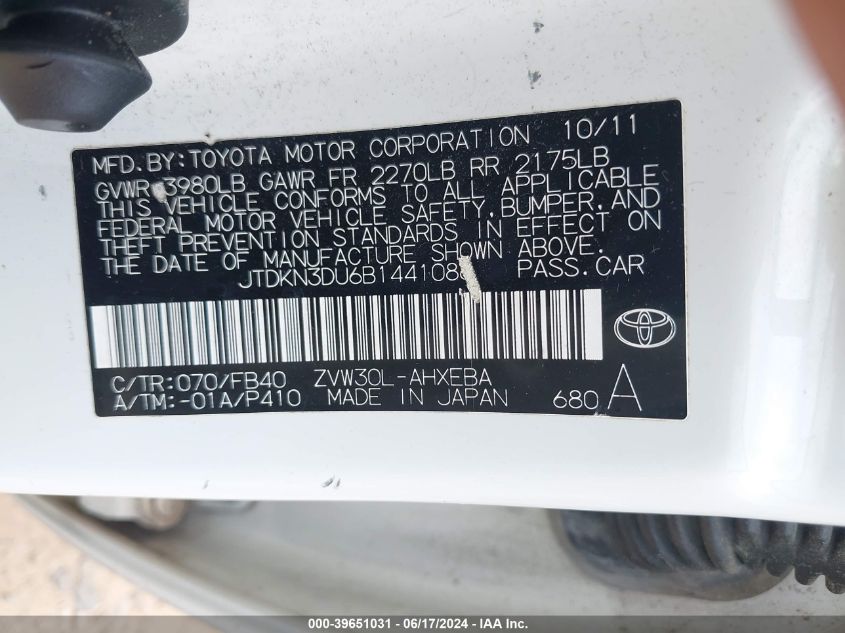 MFD.BY:TOYOTA MOTOR CORPORATION 10/11
3980LB GAWR FR 2270LB RR 2175LB
THIS VEHICLE CONFORMS TO ALL APPLICABLE
FEDERAL MOTOR VEHICLE SAFETY,BUMPER,AND
THEFT PREVENTION STANDARDS IN EFFECT ON
THE DATE OF MANUFACTURE SHOWN ABOVE.
PASS.CAR
C/TR:070/FB40 ZVW30L-AHXEBA
A/TM:-01A/P410 MADE IN JAPAN 680 A
000-39651031 - 06/17/2024 - IAA Inc.